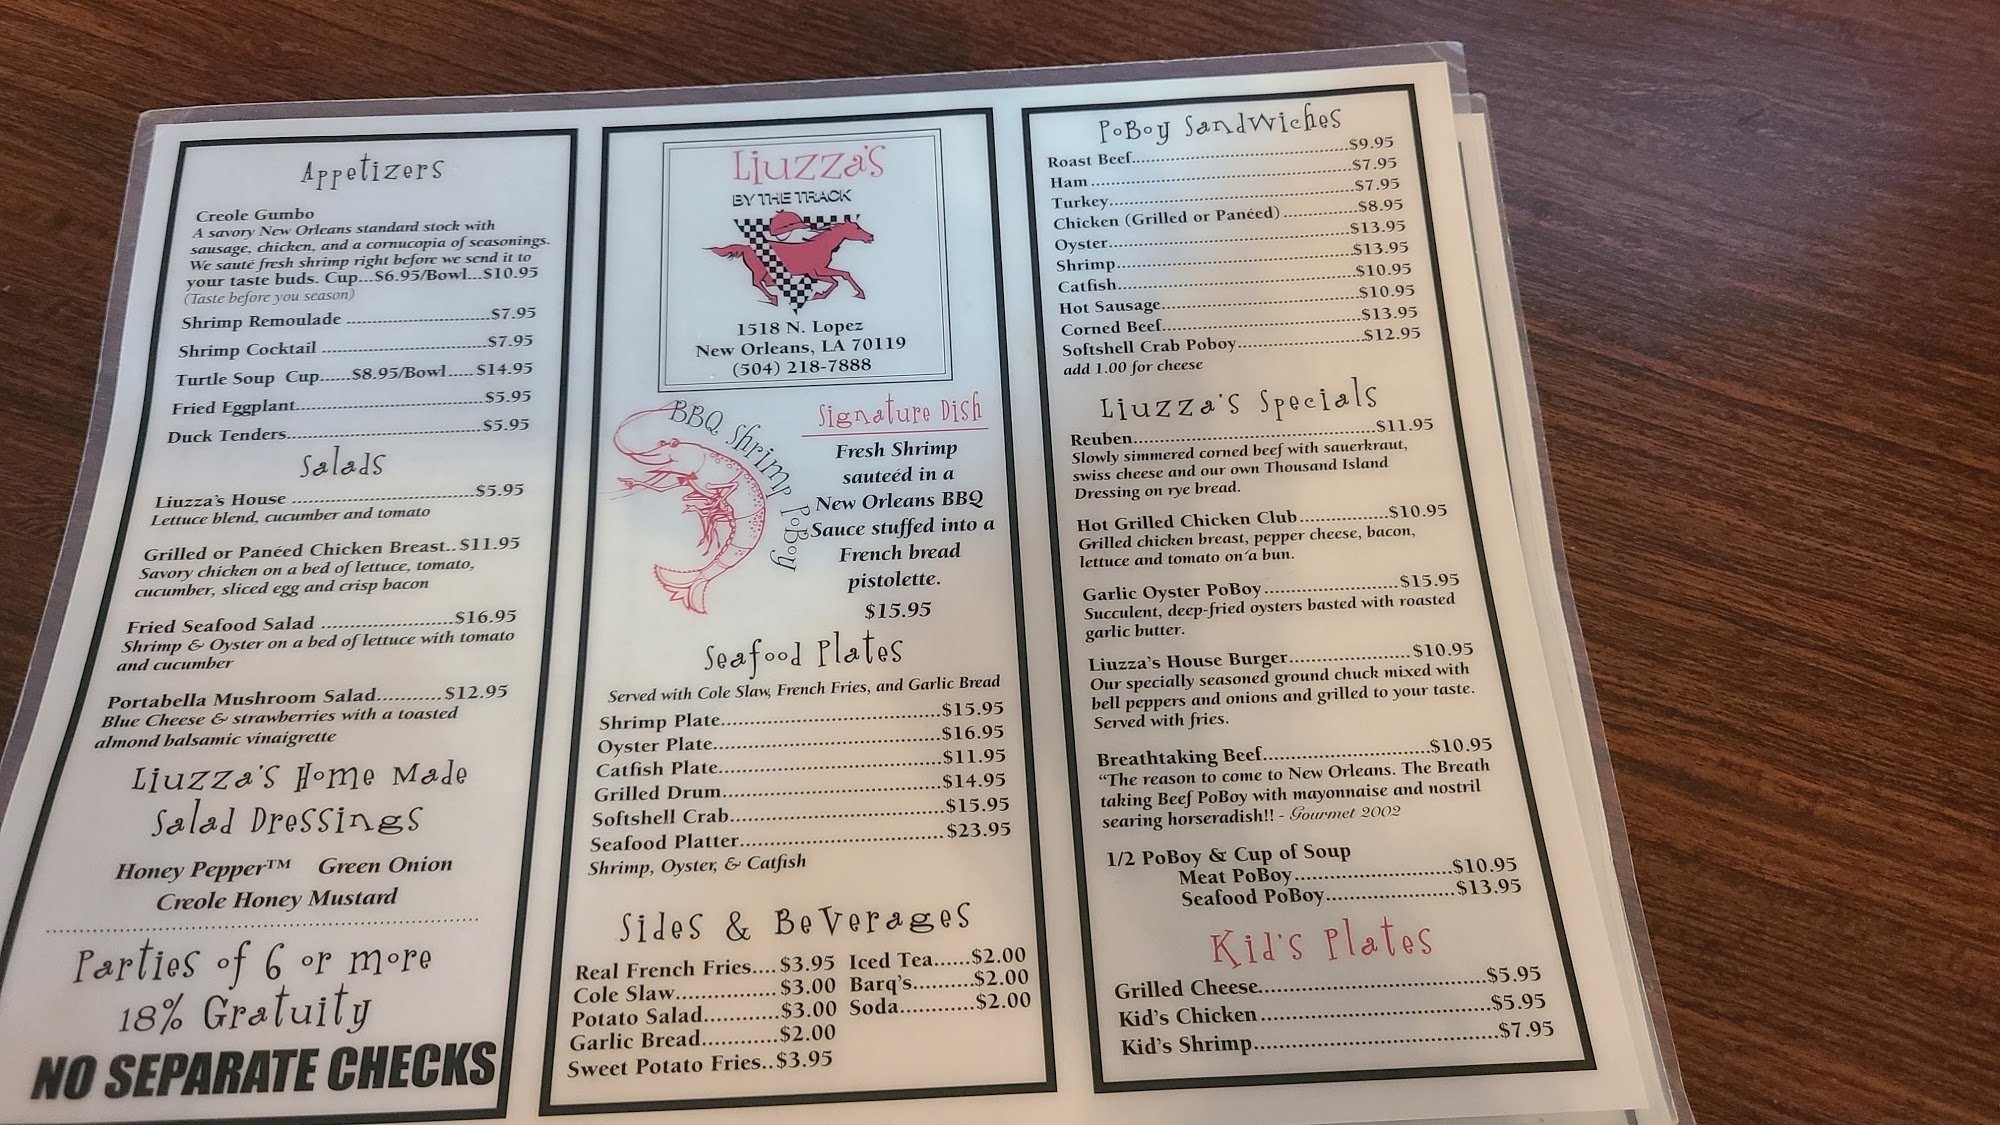 Appetizers
Creole Gumbo
A savory New Orleans standard stock with
sausage, chicken, and a cornucopia of seasonings.
We sauté fresh shrimp right before we send it to
your taste buds. Cup...$6.95/Bowl...$10.95
(Taste before you season)
Shrimp Remoulade ........................$7.95
Shrimp Cocktail ...........................$7.95
Turtle Soup Cup......$8.95/Bowl..... $14.95
Fried Eggplant...............................$5.95
Duck Tenders................................$5.95
Salads
Liuzza's House ..............................$5.95
Lettuce blend, cucumber and tomato
Grilled or Panéed Chicken Breast..$11.95
Savory chicken on a bed of lettuce, tomato,
cucumber, sliced egg and crisp bacon
Fried Seafood Salad ......................$16.95
Shrimp & Oyster on a bed of lettuce with tomato
and cucumber
Portabella Mushroom Salad..........$12.95
Blue Cheese & strawberries with a toasted
almond balsamic vinaigrette
Liuzza's Home Made
Salad Dressings
Honey Pepper™ Green Onion
Creole Honey Mustard
Parties of 6 or more
18% Gratuity
NO SEPARATE CHECKS
Liuzza's
BY THE TRACK
1518 N. Lopez
New Orleans, LA 70119
(504) 218-7888
BBQ Shrimp PoBoy
Signature Dish
Fresh Shrimp
sauteéd in a
New Orleans BBQ
Sauce stuffed into a
French bread
pistolette.
$15.95
Seafood Plates
Served with Cole Slaw, French Fries, and Garlic Bread
Shrimp Plate....................................$15.95
Oyster Plate.....................................$16.95
Catfish Plate....................................$11.95
Grilled Drum...................................$14.95
Softshell Crab..................................$15.95
Seafood Platter................................$23.95
Shrimp, Oyster, & Catfish
Sides & Beverages
Real French Fries....$3.95 Iced Tea......$2.00
Cole Slaw.................$3.00 Barq's..........$2.00
Potato Salad............$3.00 Soda............$2.00
Garlic Bread............$2.00
Sweet Potato Fries..$3.95
PoBoy Sandwiches
Roast Beef....................................$9.95
Ham ............................................$7.95
Turkey.........................................$7.95
Chicken (Grilled or Panéed) ............$8.95
Oyster........................................$13.95
Shrimp.......................................$13.95
Catfish.......................................$10.95
Hot Sausage.................................$10.95
Corned Beef.................................$13.95
Softshell Crab Poboy.....................$12.95
add 1.00 for cheese
Liuzza's Specials
Reuben........................................$11.95
Slowly simmered corned beef with sauerkraut,
swiss cheese and our own Thousand Island
Dressing on rye bread.
Hot Grilled Chicken Club...............$10.95
Grilled chicken breast, pepper cheese, bacon,
lettuce and tomato on a bun.
Garlic Oyster PoBoy......................$15.95
Succulent, deep-fried oysters basted with roasted
garlic butter.
Liuzza's House Burger....................$10.95
Our specially seasoned ground chuck mixed with
bell peppers and onions and grilled to your taste.
Served with fries.
Breathtaking Beef...........................$10.95
“The reason to come to New Orleans. The Breath
taking Beef PoBoy with mayonnaise and nostril
searing horseradish!! - Gourmet 2002
1/2 PoBoy & Cup of Soup
Meat PoBoy..........................$10.95
Seafood PoBoy.....................$13.95
Kid's Plates
Grilled Cheese....................................$5.95
Kid's Chicken ....................................$5.95
Kid's Shrimp......................................$7.95